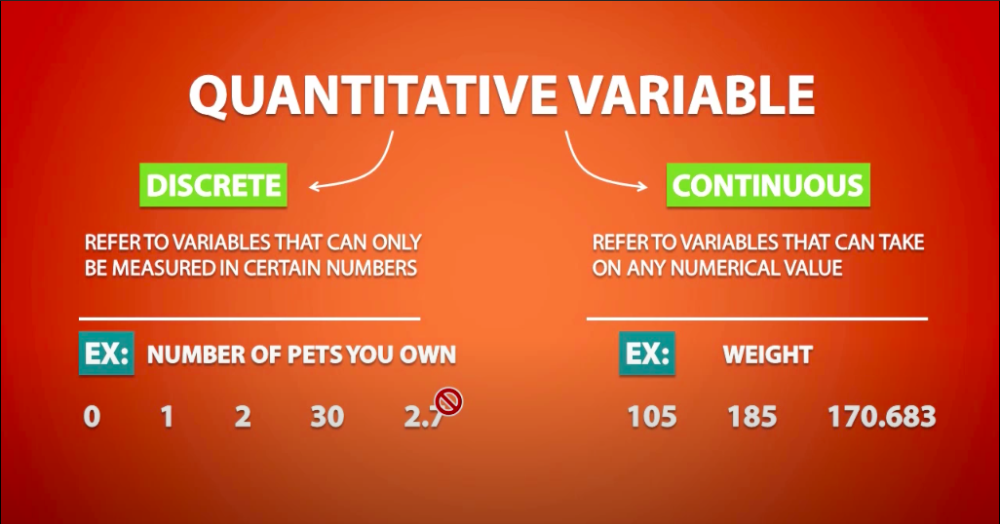 QUANTITATIVE VARIABLE
DISCRETE
REFER TO VARIABLES THAT CAN ONLY
BE MEASURED IN CERTAIN NUMBERS
EX: NUMBER OF PETS YOU OWN
0 1 2 30 2.7
CONTINUOUS
REFER TO VARIABLES THAT CAN TAKE
ON ANY NUMERICAL VALUE
EX: WEIGHT
105 185 170.683